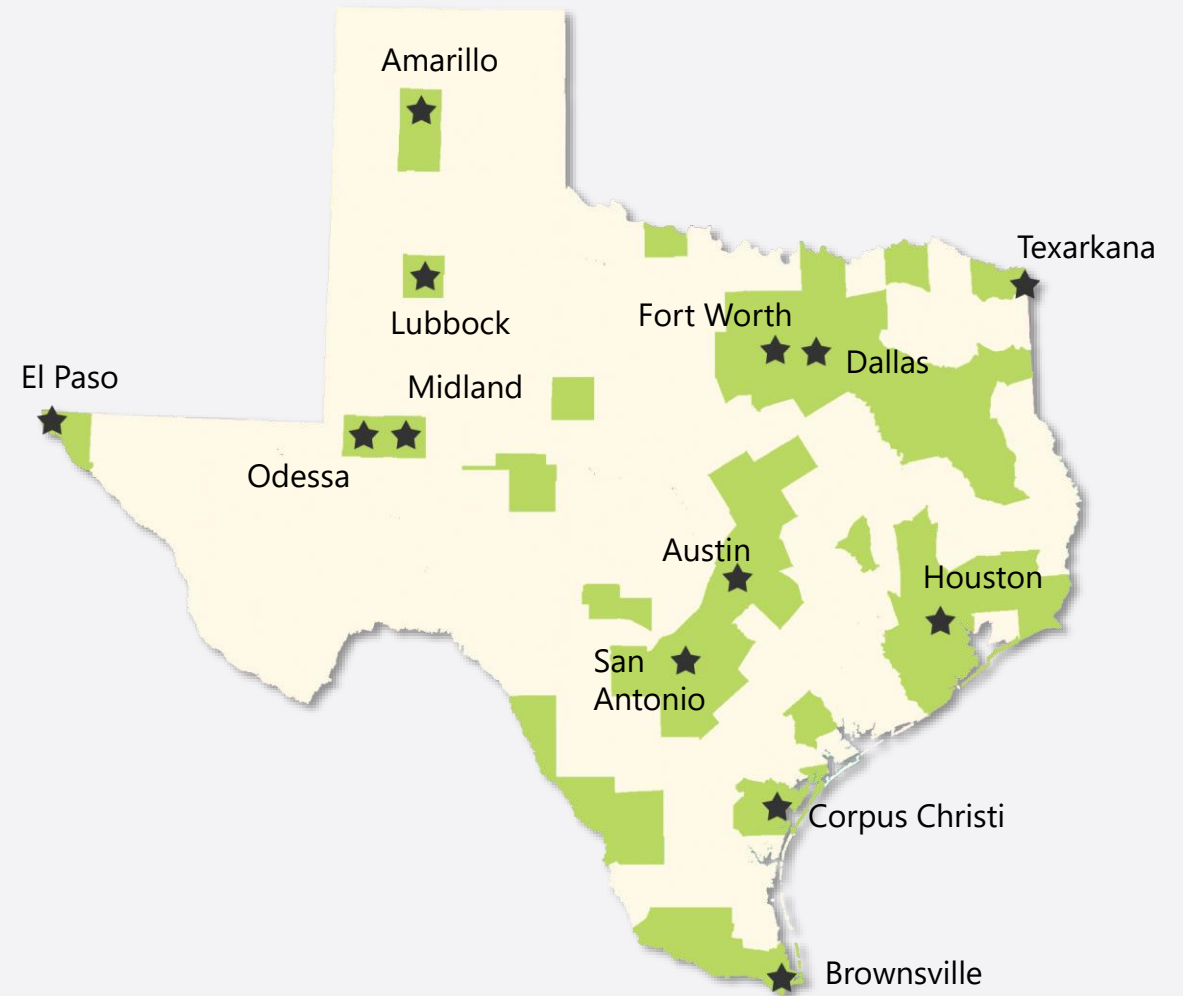 Amarillo
Texarkana
Lubbock
Fort Worth
Dallas
El Paso
Midland
Odessa
Austin
Houston
San
Antonio
Corpus Christi
Brownsville